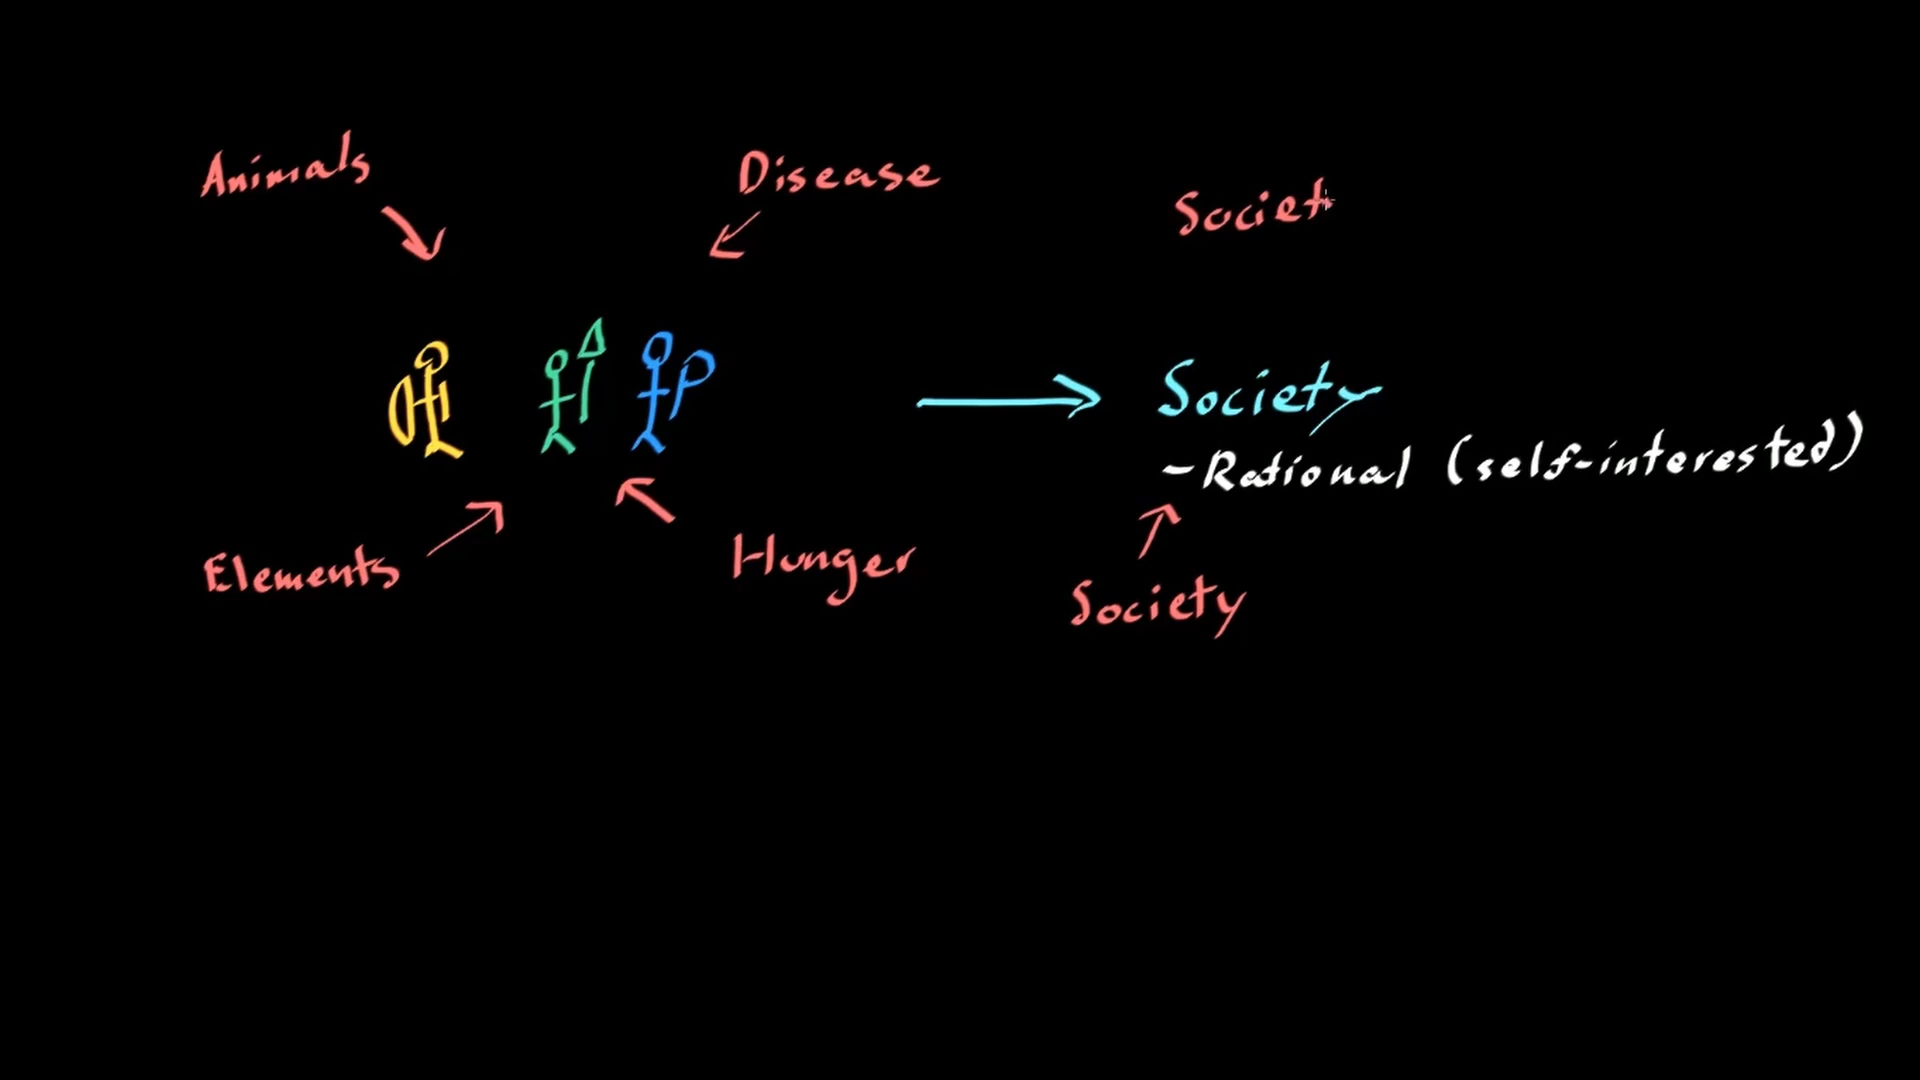 Animals
Disease
Societ
Society
-Rational (self-interested)
Elements
Hunger
Society